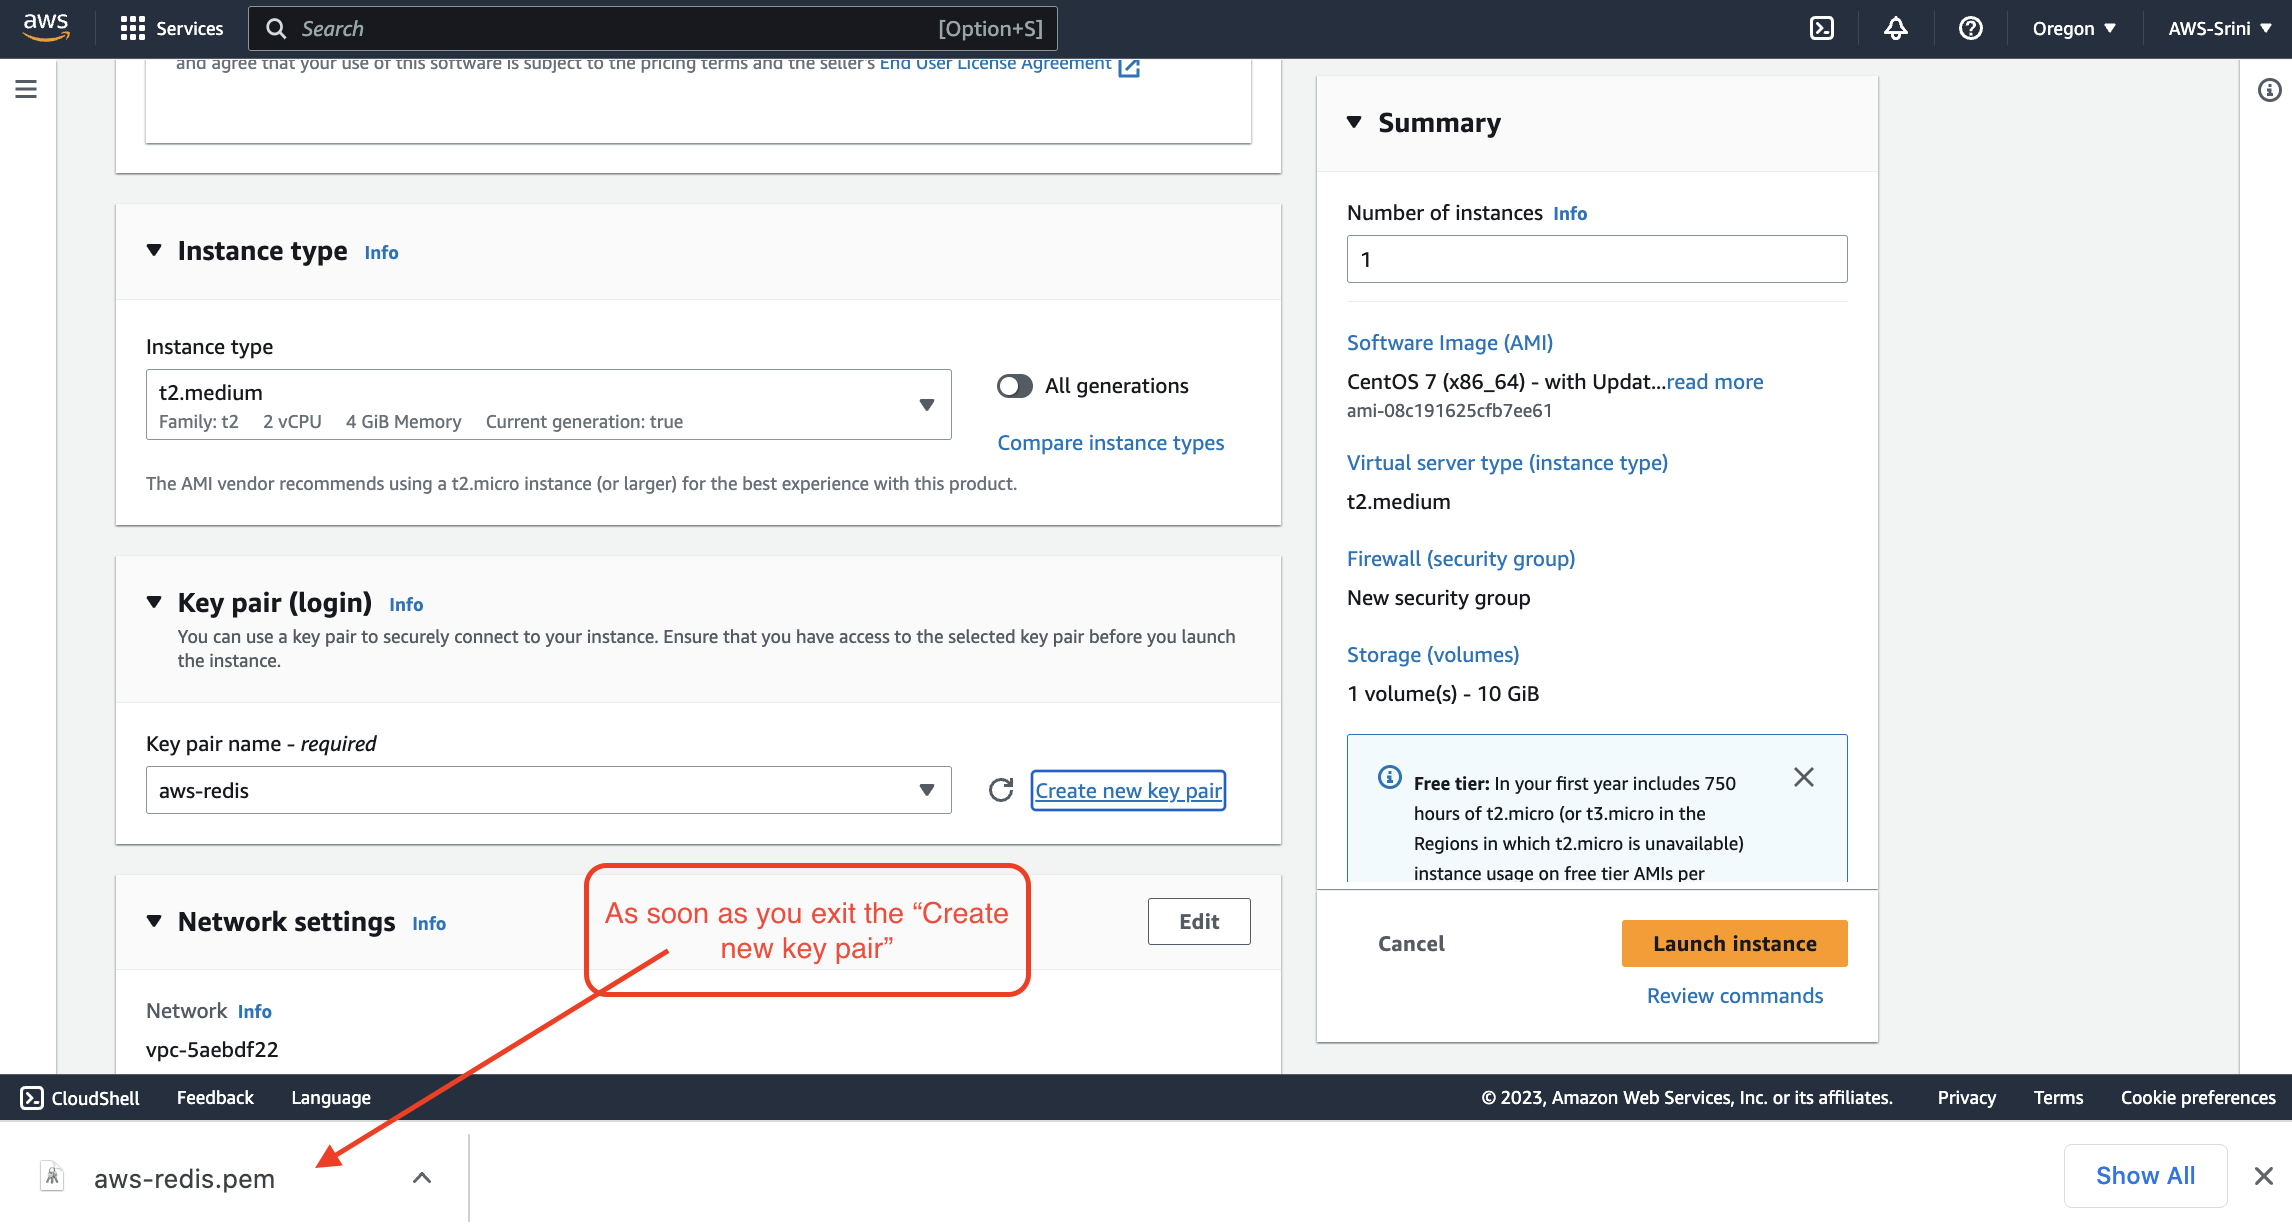 aws
Services
Search
[Option+S]
Oregon
AWS-Srini
and agree that your use of this software is subject to the pricing terms and the seller's End User License Agreement
Instance type Info
Instance type
t2.medium
Family: t2 2 vCPU 4 GiB Memory Current generation: true
All generations
Compare instance types
The AMI vendor recommends using a t2.micro instance (or larger) for the best experience with this product.
Key pair (login) Info
You can use a key pair to securely connect to your instance. Ensure that you have access to the selected key pair before you launch
the instance.
Key pair name - required
aws-redis
Create new key pair
Network settings Info
As soon as you exit the “Create
new key pair”
Edit
Network Info
vpc-5aebdf22
Summary
Number of instances Info
1
Software Image (AMI)
CentOS 7 (x86_64) - with Updat...read more
ami-08c191625cfb7ee61
Virtual server type (instance type)
t2.medium
Firewall (security group)
New security group
Storage (volumes)
1 volume(s) - 10 GiB
Free tier: In your first year includes 750
hours of t2.micro (or t3.micro in the
Regions in which t2.micro is unavailable)
instance usage on free tier AMIs per
Cancel
Launch instance
Review commands
CloudShell
Feedback
Language
© 2023, Amazon Web Services, Inc. or its affiliates.
Privacy
Terms
Cookie preferences
aws-redis.pem
Show All